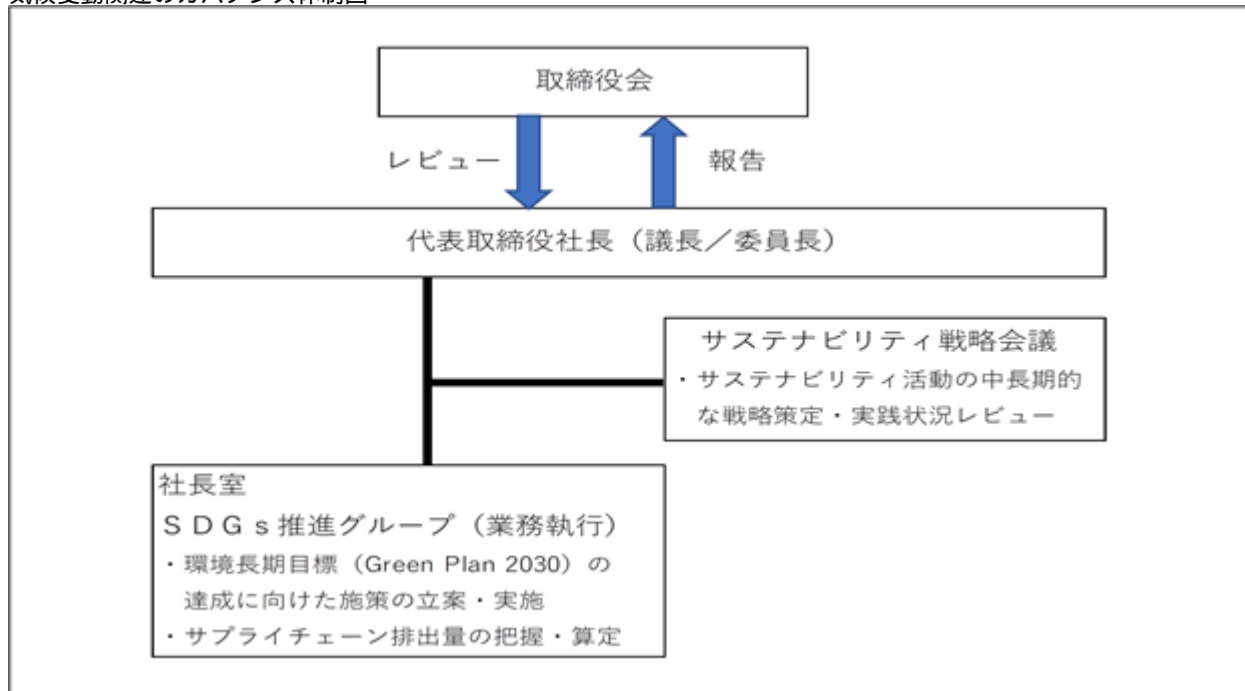 気候変動関連のガバナンス体制図
取締役会
レビュー
報告
代表取締役社長（議長／委員長）
サステナビリティ戦略会議
・サステナビリティ活動の中長期的
な戦略策定・実践状況レビュー
社長室
ＳＤＧｓ推進グループ（業務執行）
・環境長期目標（Green Plan 2030）の
達成に向けた施策の立案・実施
・サプライチェーン排出量の把握・算定